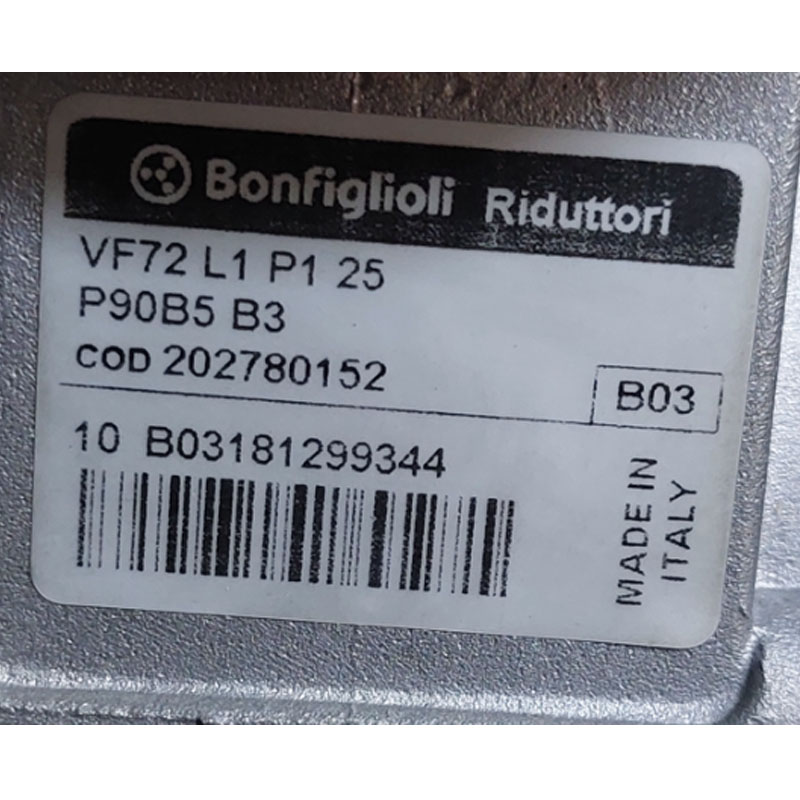 Bonfiglioli Riduttori
VF72 L1 P1 25
P90B5 B3
COD 202780152
B03
10 B03181299344
MADE IN
ITALY